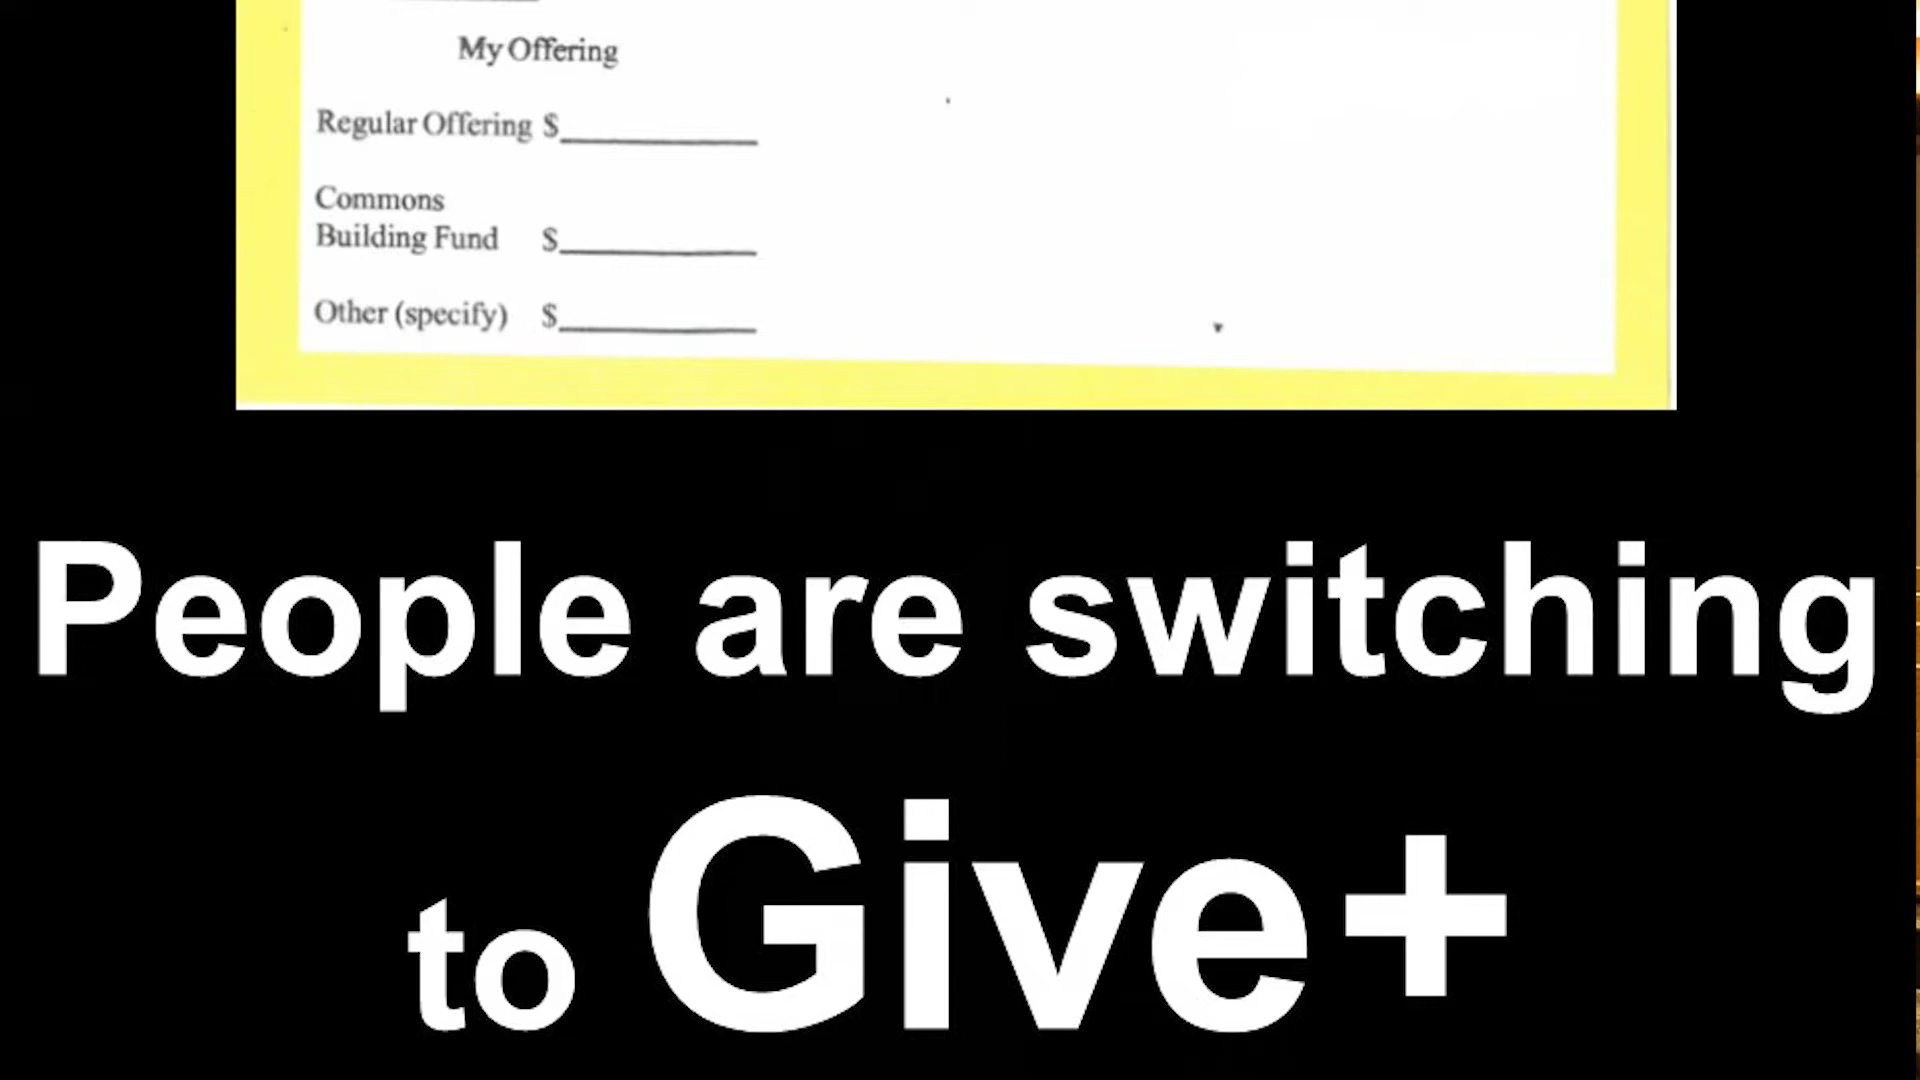 My Offering
Regular Offering $
Commons
Building Fund $
Other (specify) $
People are switching
to Give+